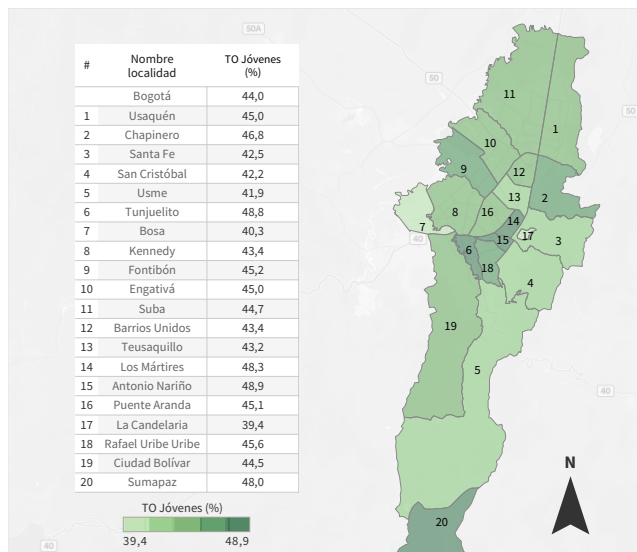 50A
50
50
# Nombre localidad TO Jóvenes (%)
Bogotá 44,0
1 Usaquén 45,0
2 Chapinero 46,8
3 Santa Fe 42,5
4 San Cristóbal 42,2
5 Usme 41,9
6 Tunjuelito 48,8
7 Bosa 40,3
8 Kennedy 43,4
9 Fontibón 45,2
10 Engativá 45,0
11 Suba 44,7
12 Barrios Unidos 43,4
13 Teusaquillo 43,2
14 Los Mártires 48,3
15 Antonio Nariño 48,9
16 Puente Aranda 45,1
17 La Candelaria 39,4
18 Rafael Uribe Uribe 45,6
19 Ciudad Bolívar 44,5
20 Sumapaz 48,0
TO Jóvenes (%)
39,4 48,9
11
1
10
9
12
13
2
8
16
14
7
40
6
15
17
3
18
4
19
5
40
N
20
40